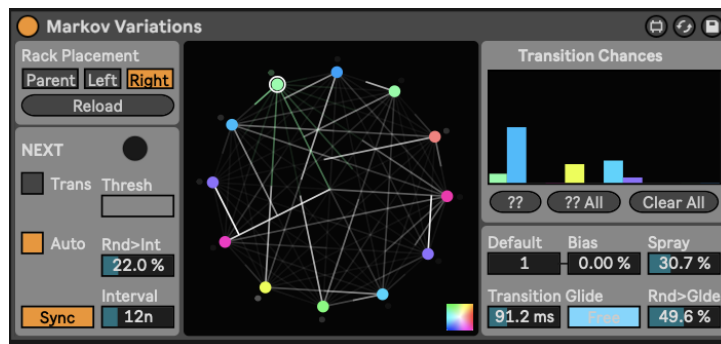 Markov Variations
Rack Placement
Parent Left Right
Reload
NEXT
Trans Thresh
Auto Rnd>Int
22.0 %
Interval
Sync 12n
Transition Chances
?? ?? All Clear All
Default Bias Spray
1 0.00 % 30.7 %
Transition Glide Rnd>Glde
91.2 ms Free 49.6 %